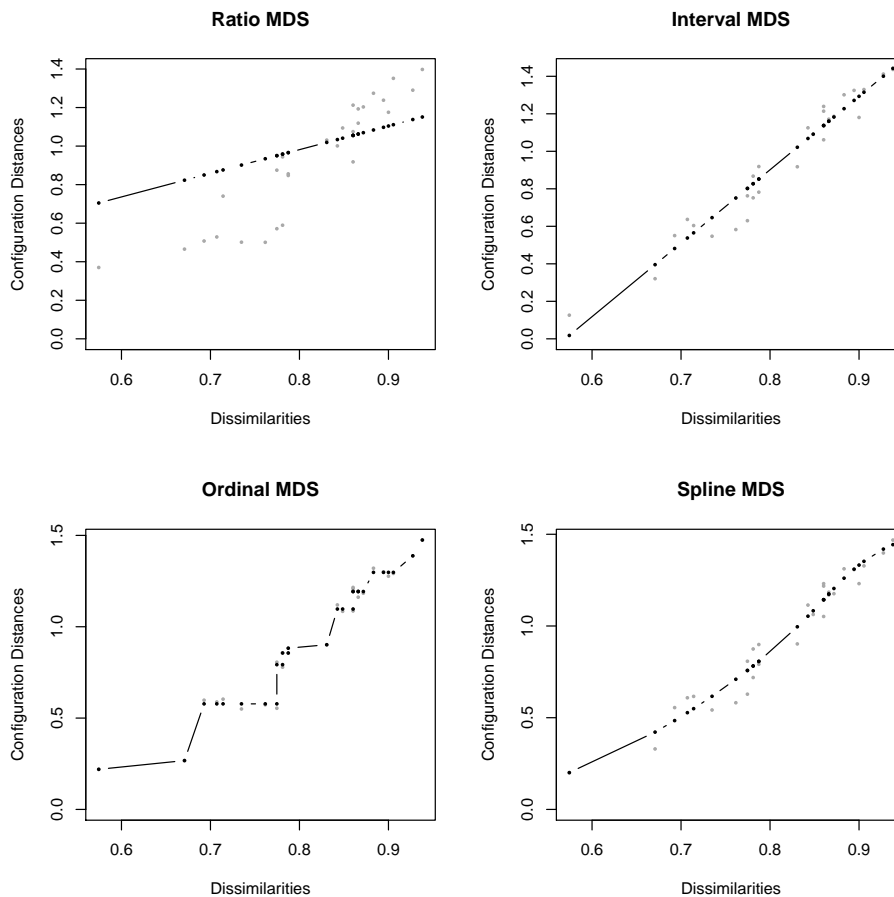 Ratio MDS
Configuration Distances
0.0 0.2 0.4 0.6 0.8 1.0 1.2 1.4
0.6 0.7 0.8 0.9
Dissimilarities
Interval MDS
Configuration Distances
0.0 0.2 0.4 0.6 0.8 1.0 1.2 1.4
0.6 0.7 0.8 0.9
Dissimilarities
Ordinal MDS
Configuration Distances
0.0 0.5 1.0 1.5
0.6 0.7 0.8 0.9
Dissimilarities
Spline MDS
Configuration Distances
0.0 0.5 1.0 1.5
0.6 0.7 0.8 0.9
Dissimilarities